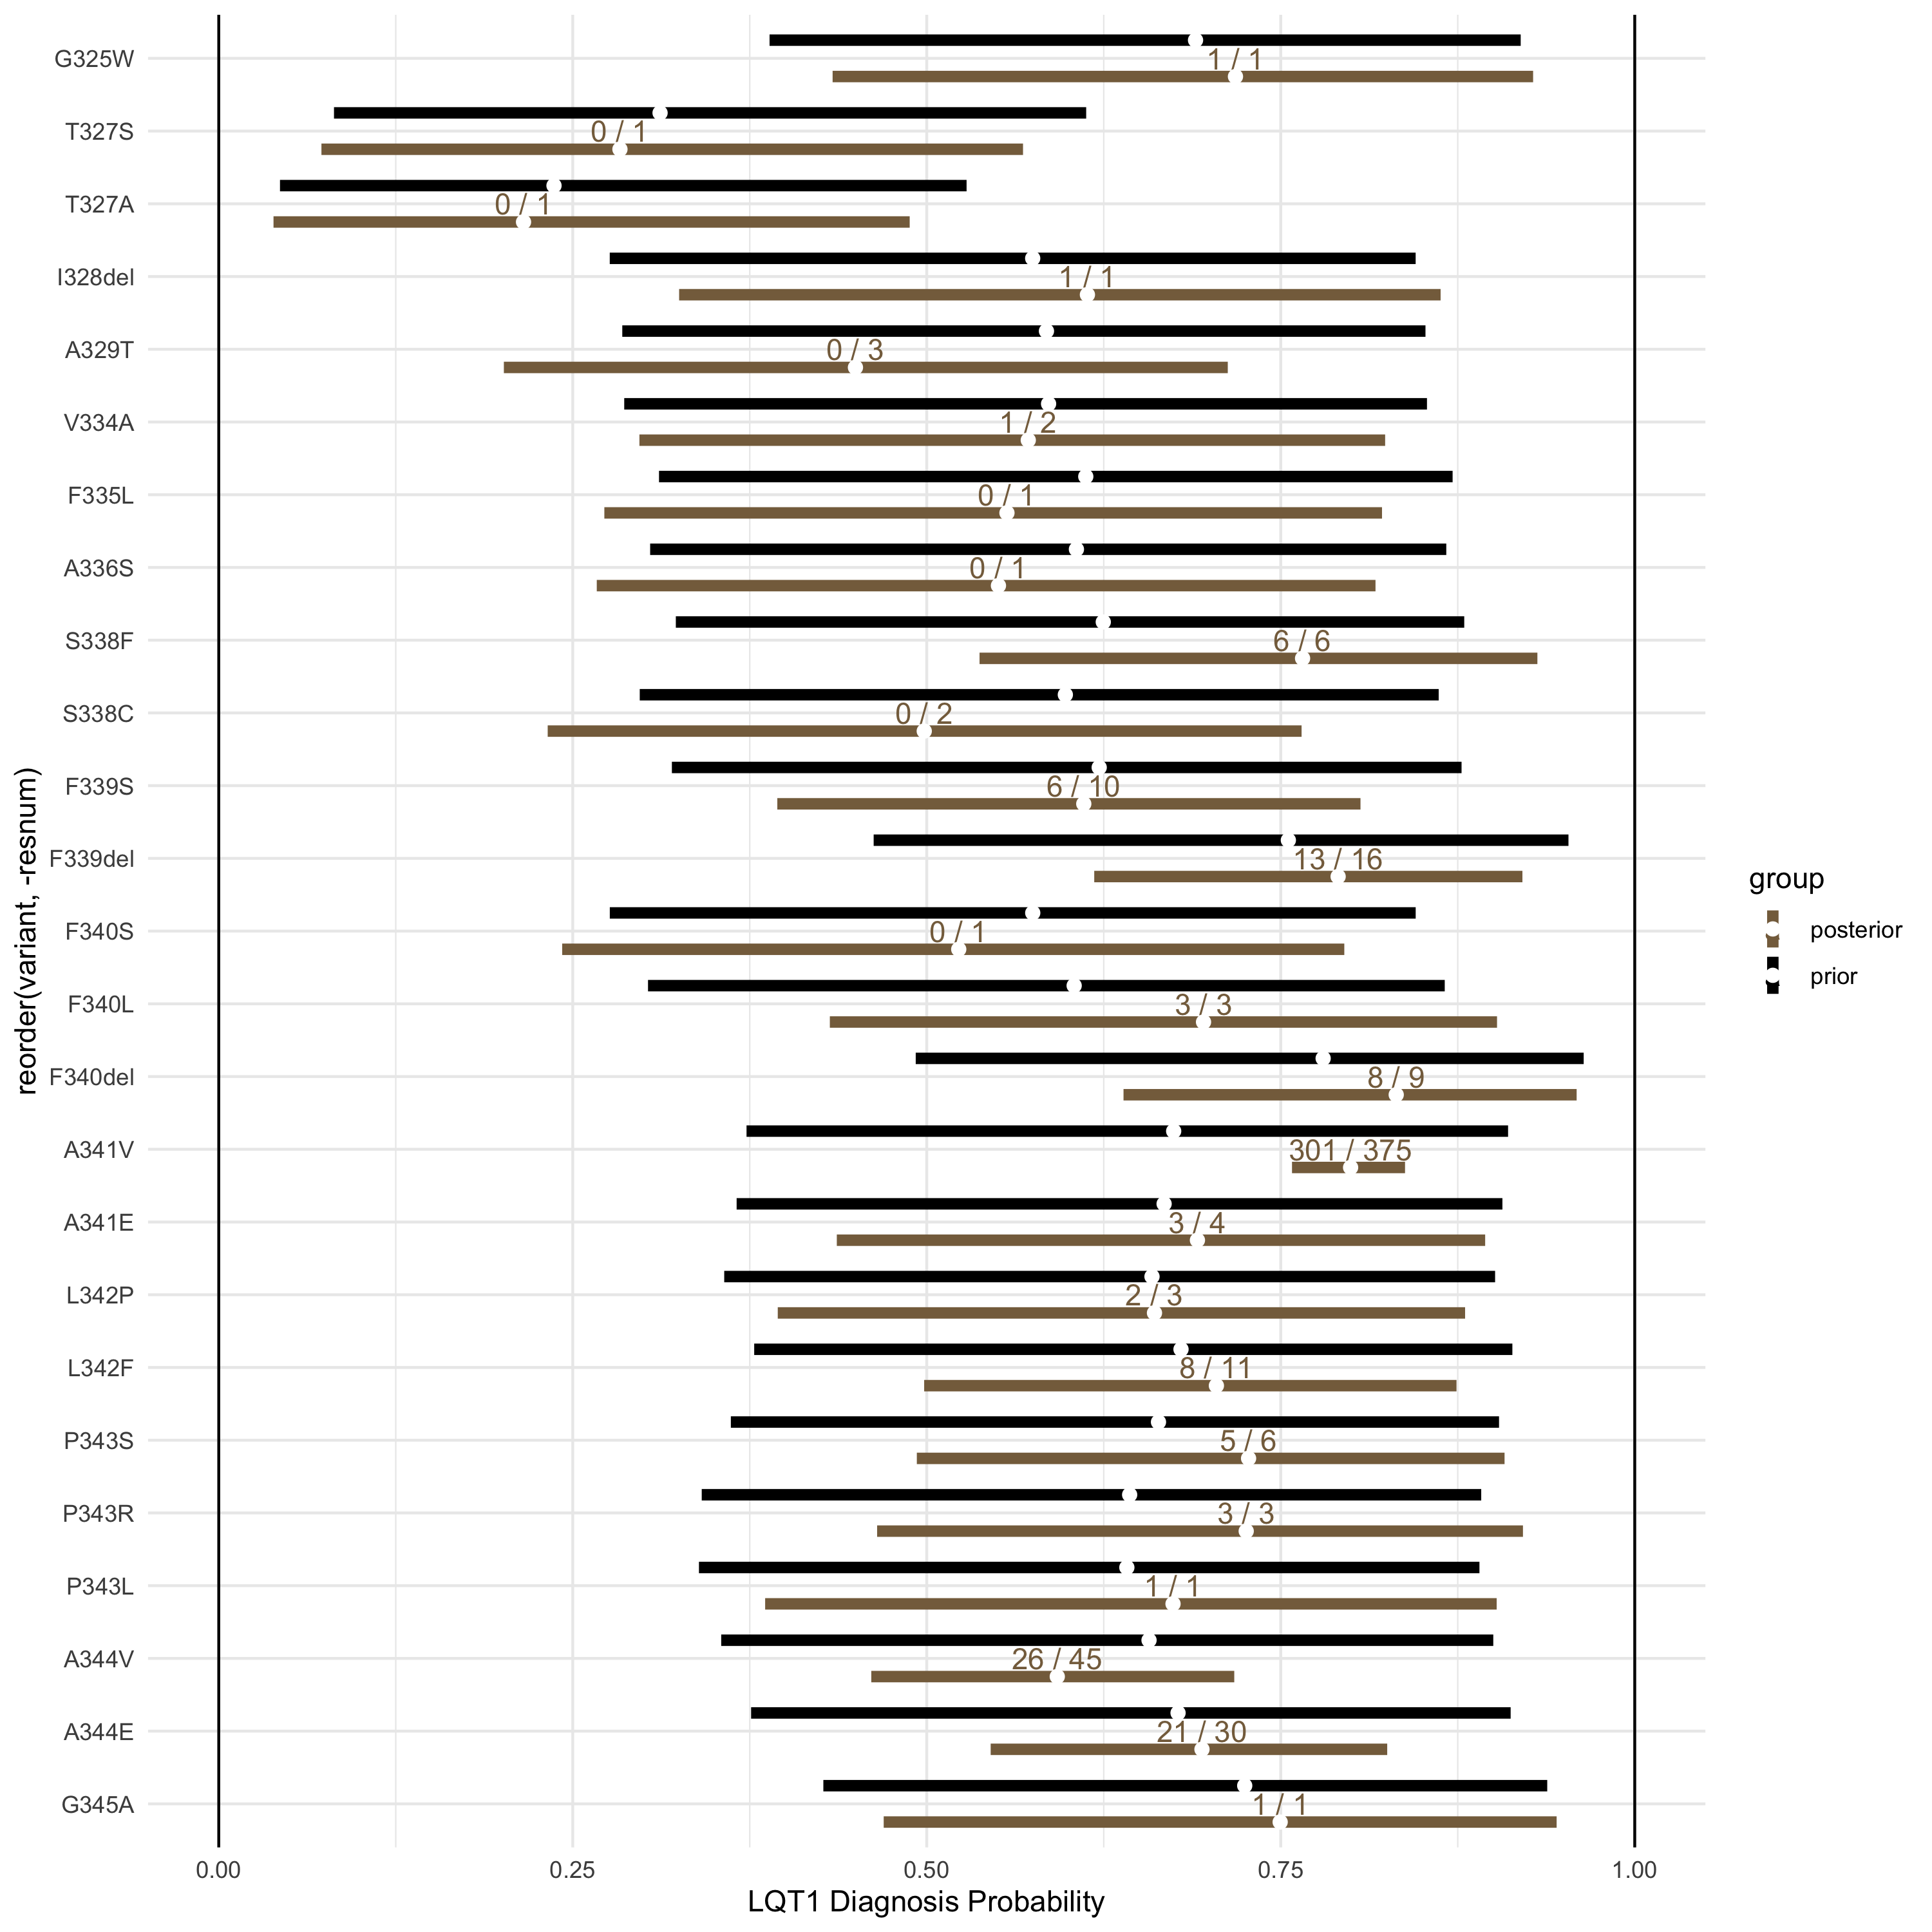 G325W
1 / 1
T327S
0 / 1
T327A
0 / 1
I328del
1 / 1
A329T
0 / 3
V334A
1 / 2
F335L
0 / 1
A336S
0 / 1
S338F
6 / 6
S338C
0 / 2
F339S
6 / 10
F339del
13 / 16
F340S
0 / 1
F340L
3 / 3
F340del
8 / 9
A341V
301 / 375
A341E
3 / 4
L342P
2 / 3
L342F
8 / 11
P343S
5 / 6
P343R
3 / 3
P343L
1 / 1
A344V
26 / 45
A344E
21 / 30
G345A
1 / 1
reorder(variant, -resnum)
0.00 0.25 0.50 0.75 1.00
LQT1 Diagnosis Probability
group
posterior
prior